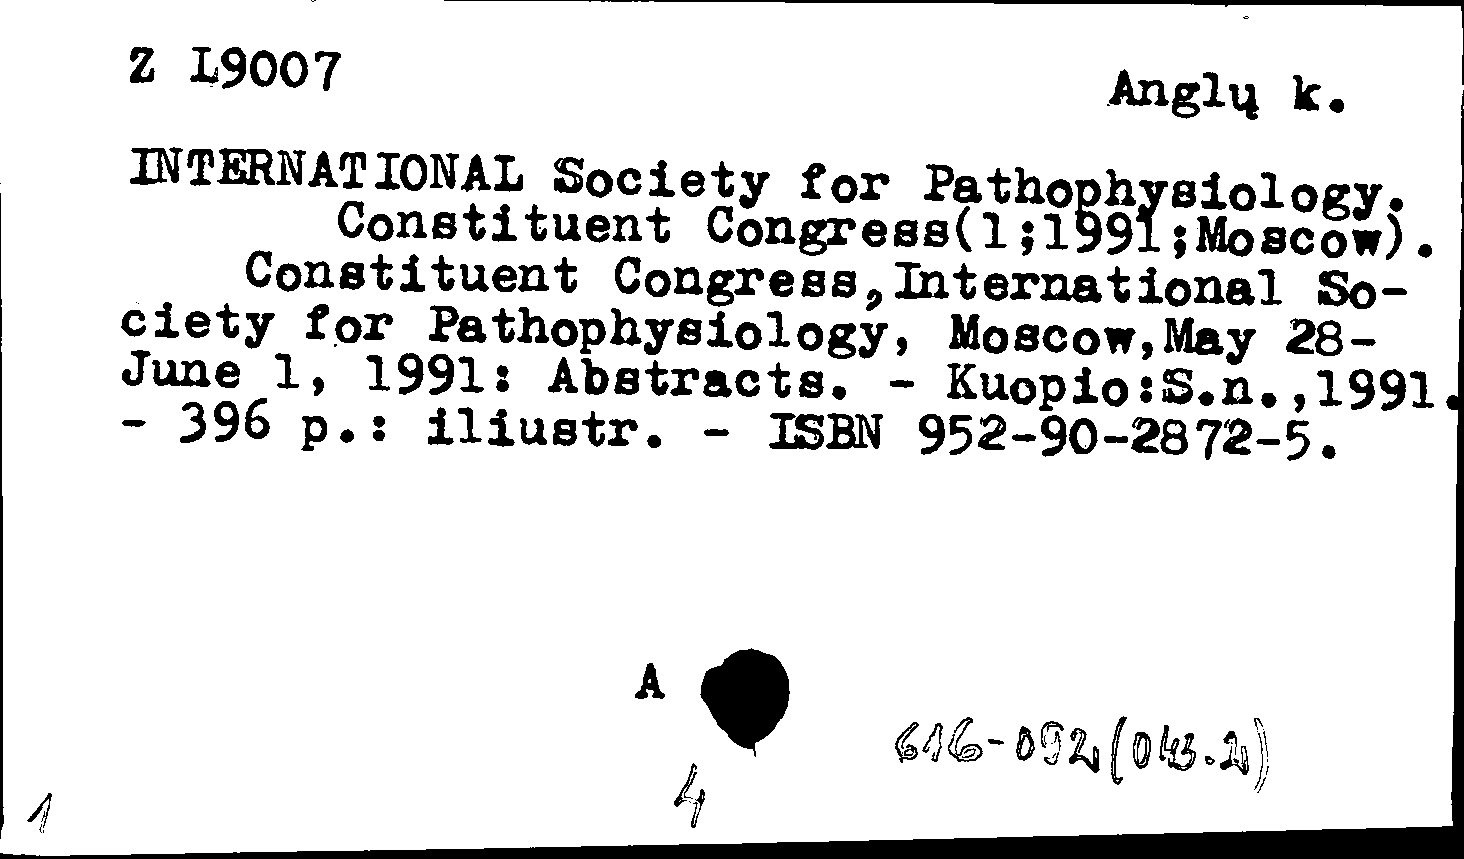 Z L9007
Anglų k.
INTERNATIONAL Society for Pathophysiology.
Constituent Congress(1;1991;Moscow).
Constituent Congress,International So-
ciety for Pathophysiology, Moscow,May 28-
June 1, 1991: Abstracts. - Kuopio:S.n.,1991.
- 396 p.: iliustr. - ISBN 952-90-2872-5.
A
616-092(043.2)
4
1